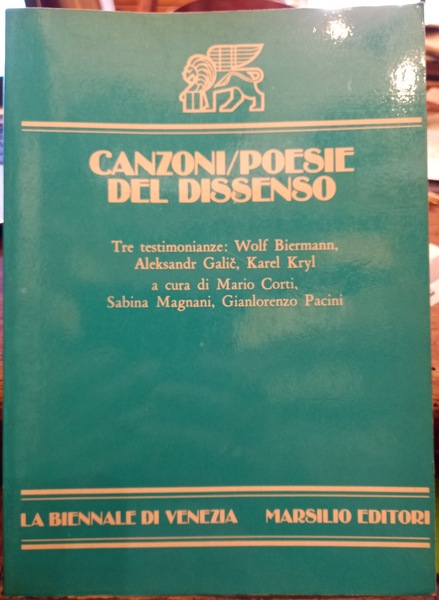 CANZONI/POESIE
DEL DISSENSO
Tre testimonianze: Wolf Biermann,
Aleksandr Galič, Karel Kryl
a cura di Mario Corti,
Sabina Magnani, Gianlorenzo Pacini
LA BIENNALE DI VENEZIA MARSILIO EDITORI